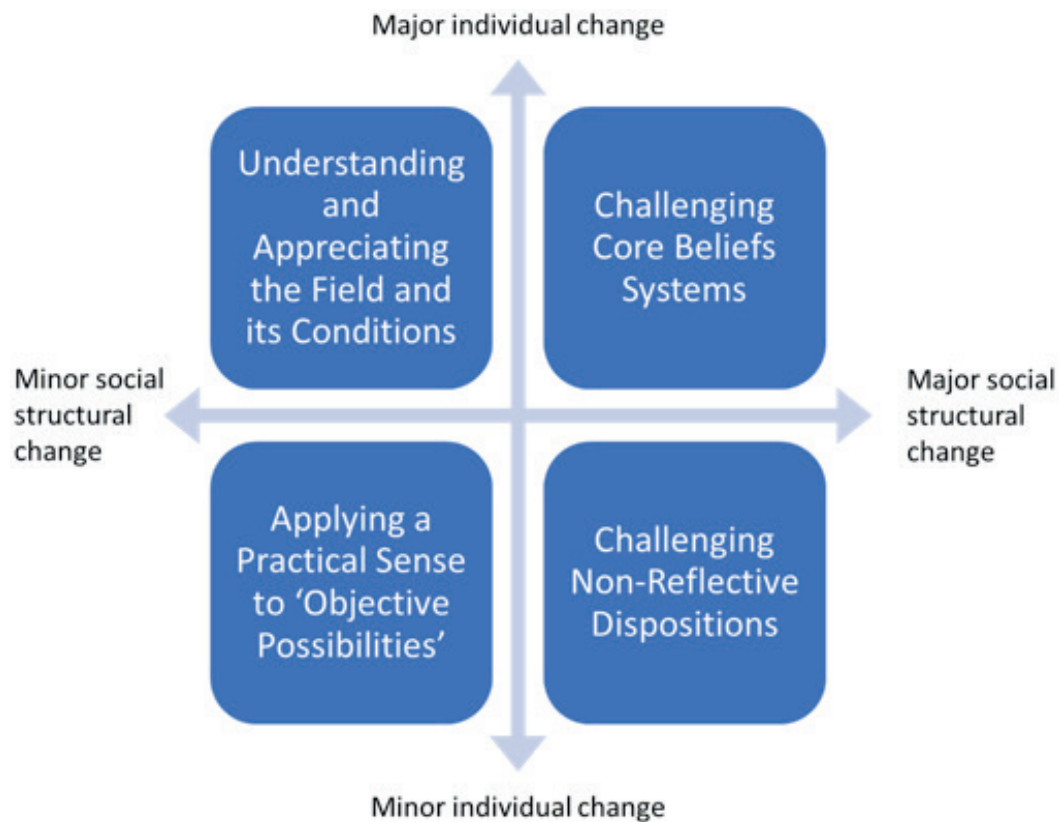 Major individual change
Understanding
and
Appreciating
the Field and
its Conditions
Challenging
Core Beliefs
Systems
Minor social
structural
change
Major social
structural
change
Applying a
Practical Sense
to ‘Objective
Possibilities’
Challenging
Non-Reflective
Dispositions
Minor individual change